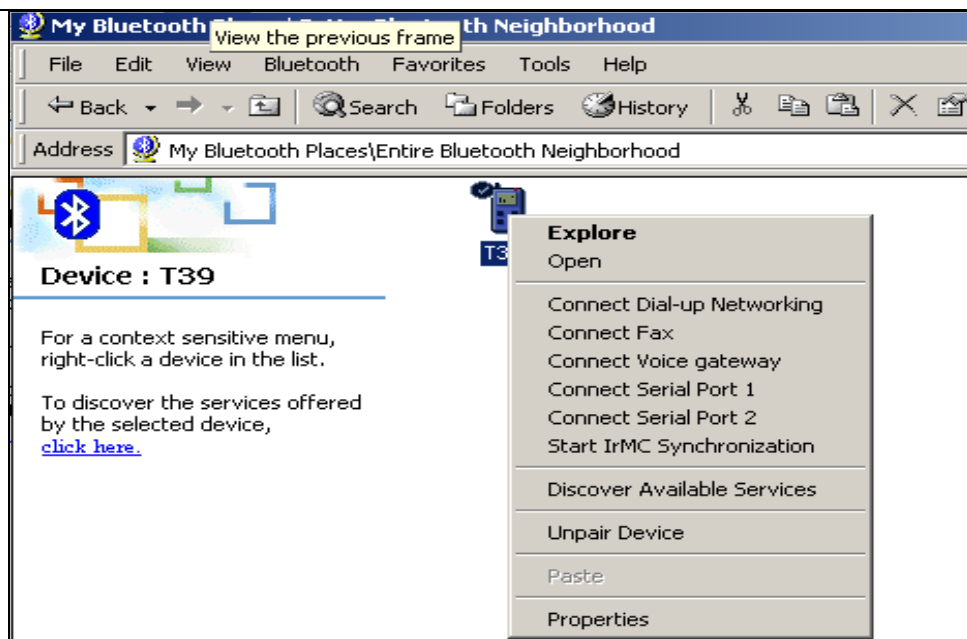 My Bluetooth
th Neighborhood
View the previous frame
File Edit View Bluetooth Favorites Tools Help
Back Search Folders History
Address My Bluetooth Places\Entire Bluetooth Neighborhood
Device : T39
For a context sensitive menu,
right-click a device in the list.
To discover the services offered
by the selected device,
click here.
T3
Explore
Open
Connect Dial-up Networking
Connect Fax
Connect Voice gateway
Connect Serial Port 1
Connect Serial Port 2
Start IrMC Synchronization
Discover Available Services
Unpair Device
Paste
Properties